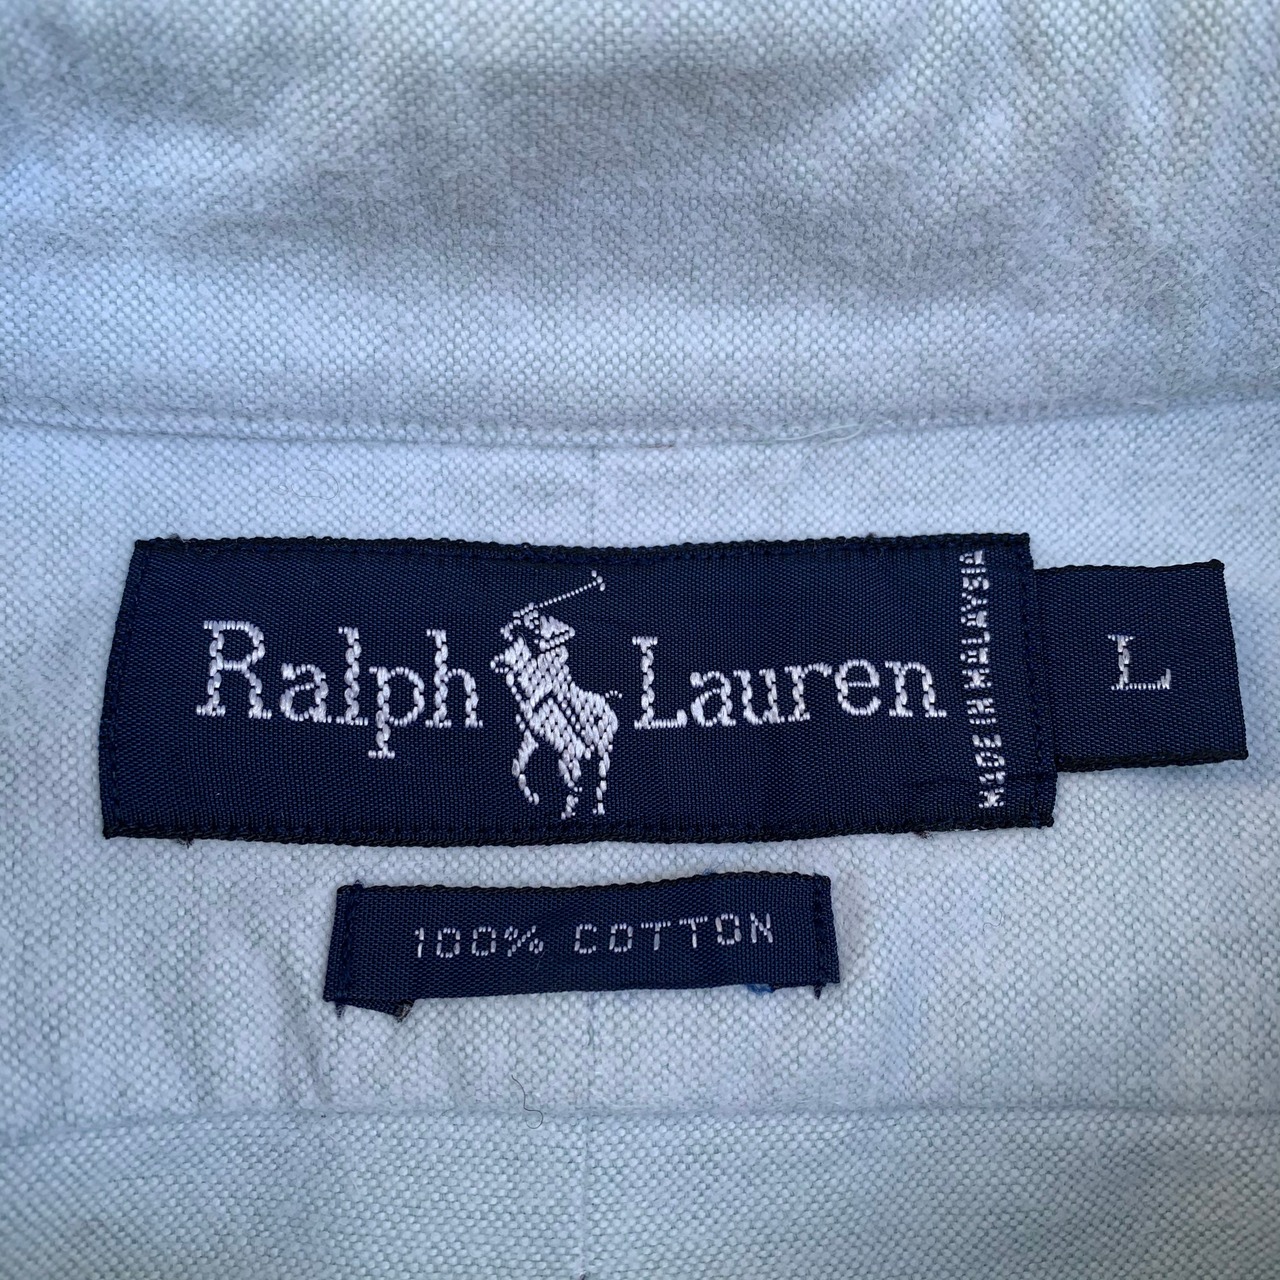 Ralph Lauren
MADE IN MALAYSIA
L
100% COTTON